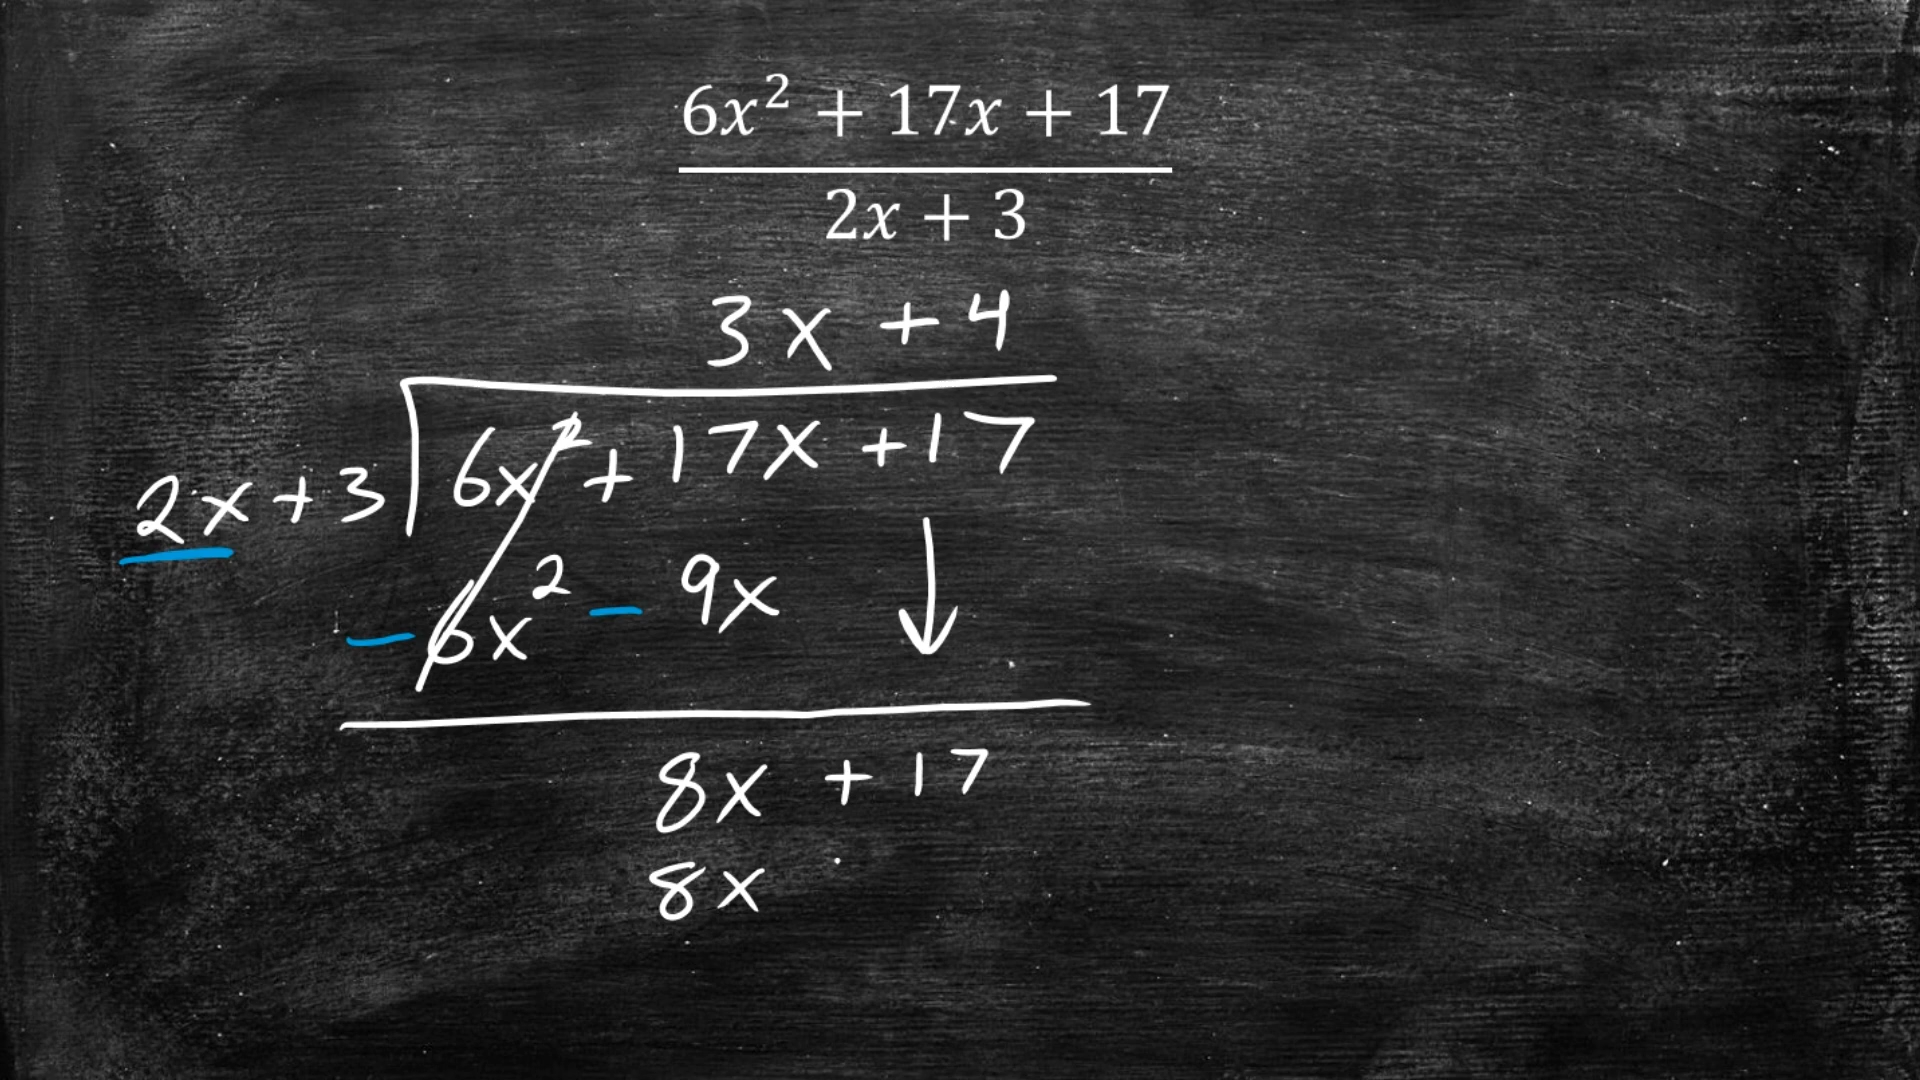 6x² + 17x + 17
2x + 3
3x + 4
2x + 3 6x² + 17x + 17
- 6x² - 9x
8x + 17
8x